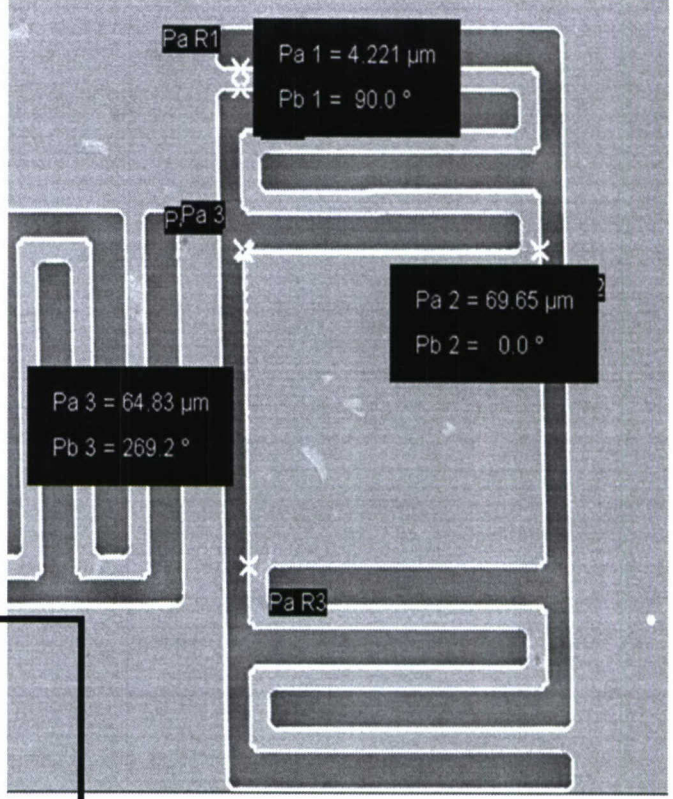 Pa R1
Pa 1 = 4.221 µm
Pb 1 = 90.0 °
P
Pa 3
2
Pa 2 = 69.65 µm
Pb 2 = 0.0 °
Pa 3 = 64.83 µm
Pb 3 = 269.2 °
Pa R3